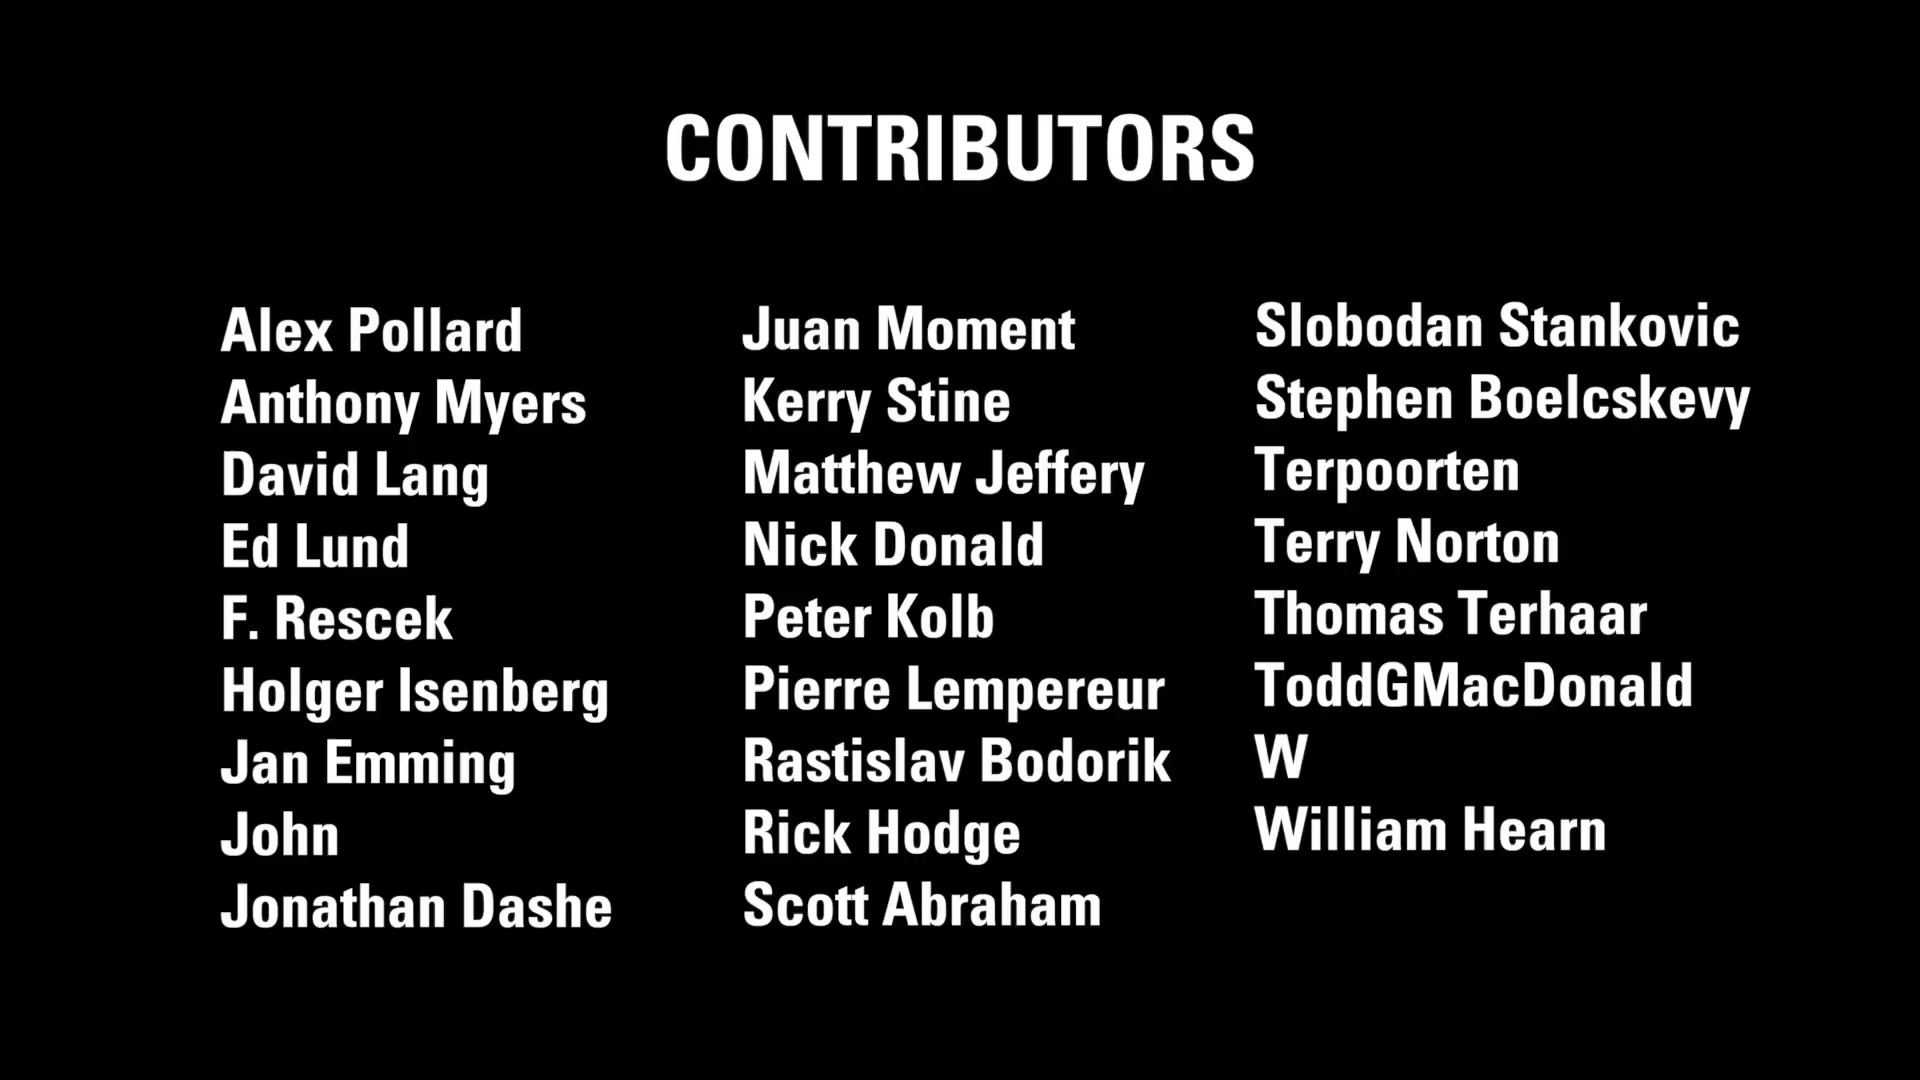 CONTRIBUTORS
Alex Pollard
Anthony Myers
David Lang
Ed Lund
F. Rescek
Holger Isenberg
Jan Emming
John
Jonathan Dashe
Juan Moment
Kerry Stine
Matthew Jeffery
Nick Donald
Peter Kolb
Pierre Lempereur
Rastislav Bodorik
Rick Hodge
Scott Abraham
Slobodan Stankovic
Stephen Boelcskevy
Terpoorten
Terry Norton
Thomas Terhaar
ToddGMacDonald
W
William Hearn